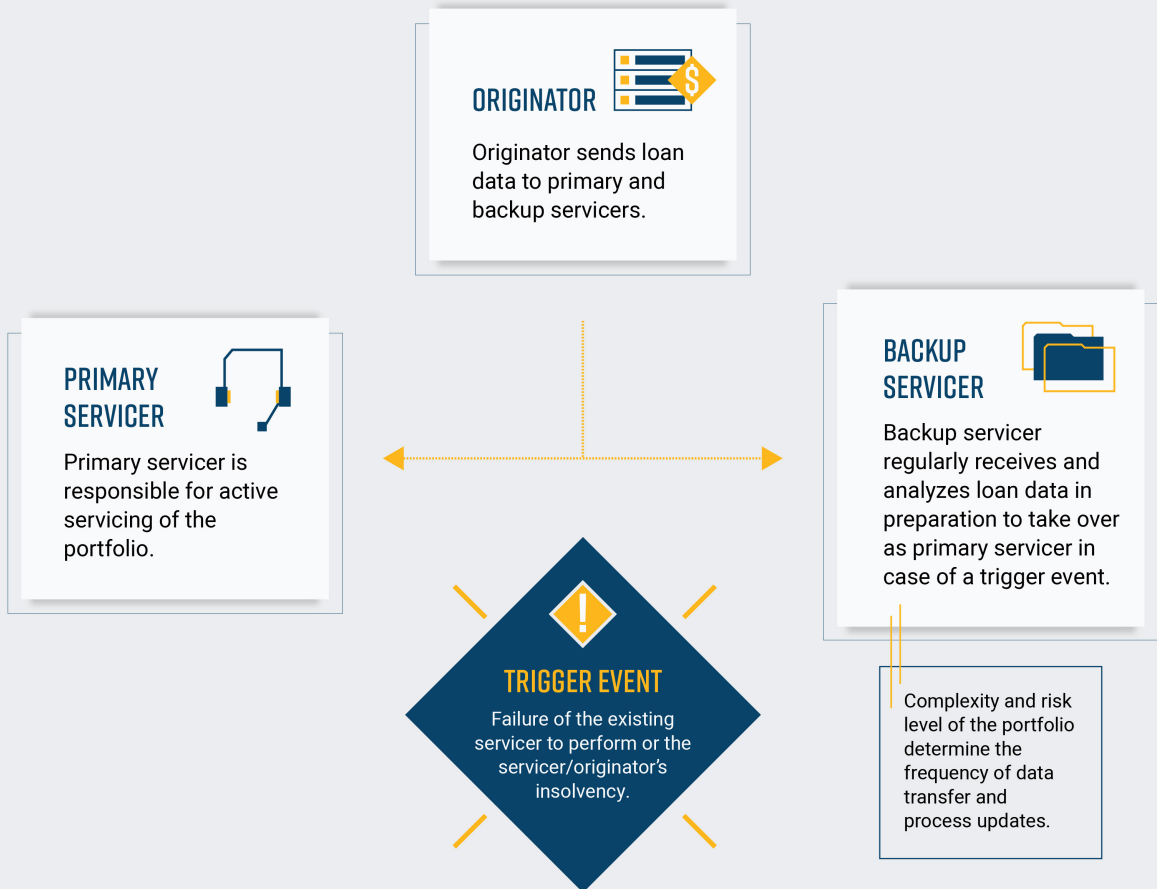 ORIGINATOR
Originator sends loan
data to primary and
backup servicers.
PRIMARY
SERVICER
Primary servicer is
responsible for active
servicing of the
portfolio.
BACKUP
SERVICER
Backup servicer
regularly receives and
analyzes loan data in
preparation to take over
as primary servicer in
case of a trigger event.
TRIGGER EVENT
Failure of the existing
servicer to perform or the
servicer/originator's
insolvency.
Complexity and risk
level of the portfolio
determine the
frequency of data
transfer and
process updates.